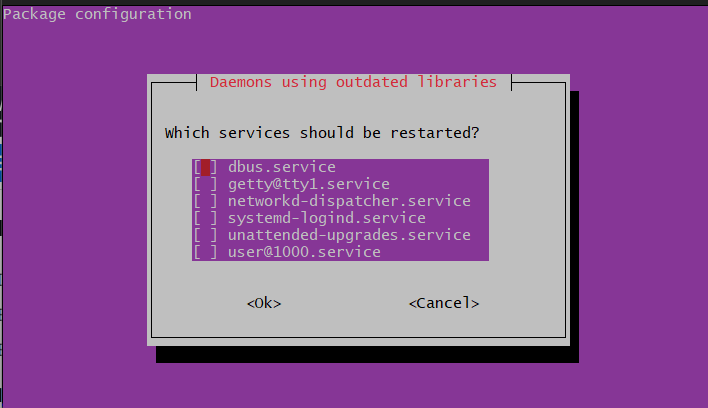 Package configuration
Daemons using outdated libraries
Which services should be restarted?
[ ] dbus.service
[ ] getty@tty1.service
[ ] networkd-dispatcher.service
[ ] systemd-logind.service
[ ] unattended-upgrades.service
[ ] user@1000.service
<Ok> <Cancel>